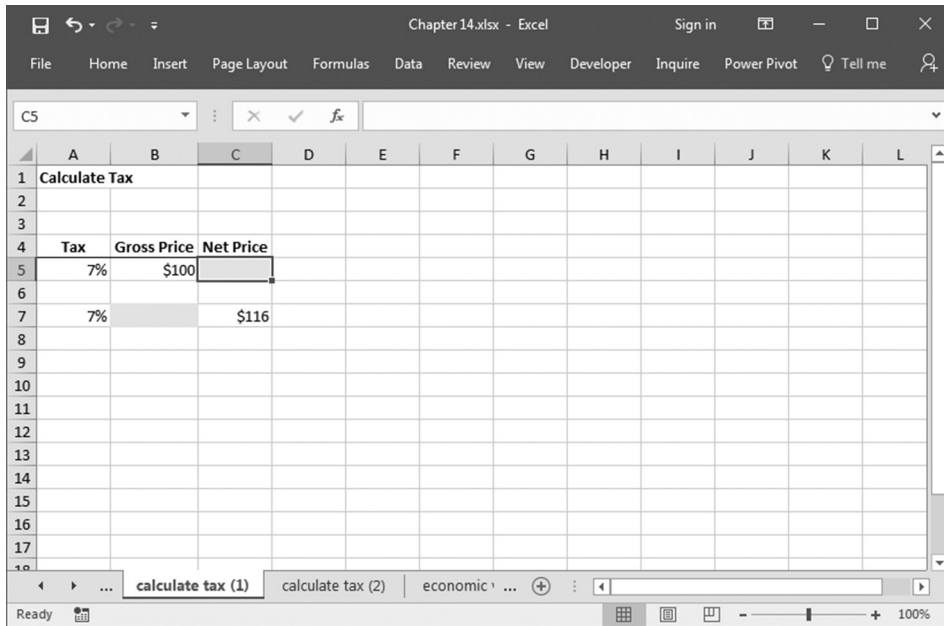 Chapter 14.xlsx - Excel Sign in
File Home Insert Page Layout Formulas Data Review View Developer Inquire Power Pivot Tell me
C5 fx
A B C D E F G H I J K L
1 Calculate Tax
2
3
4 Tax Gross Price Net Price
5 7% $100
6
7 7% $116
8
9
10
11
12
13
14
15
16
17
18
... calculate tax (1) calculate tax (2) economic ...
Ready 100%